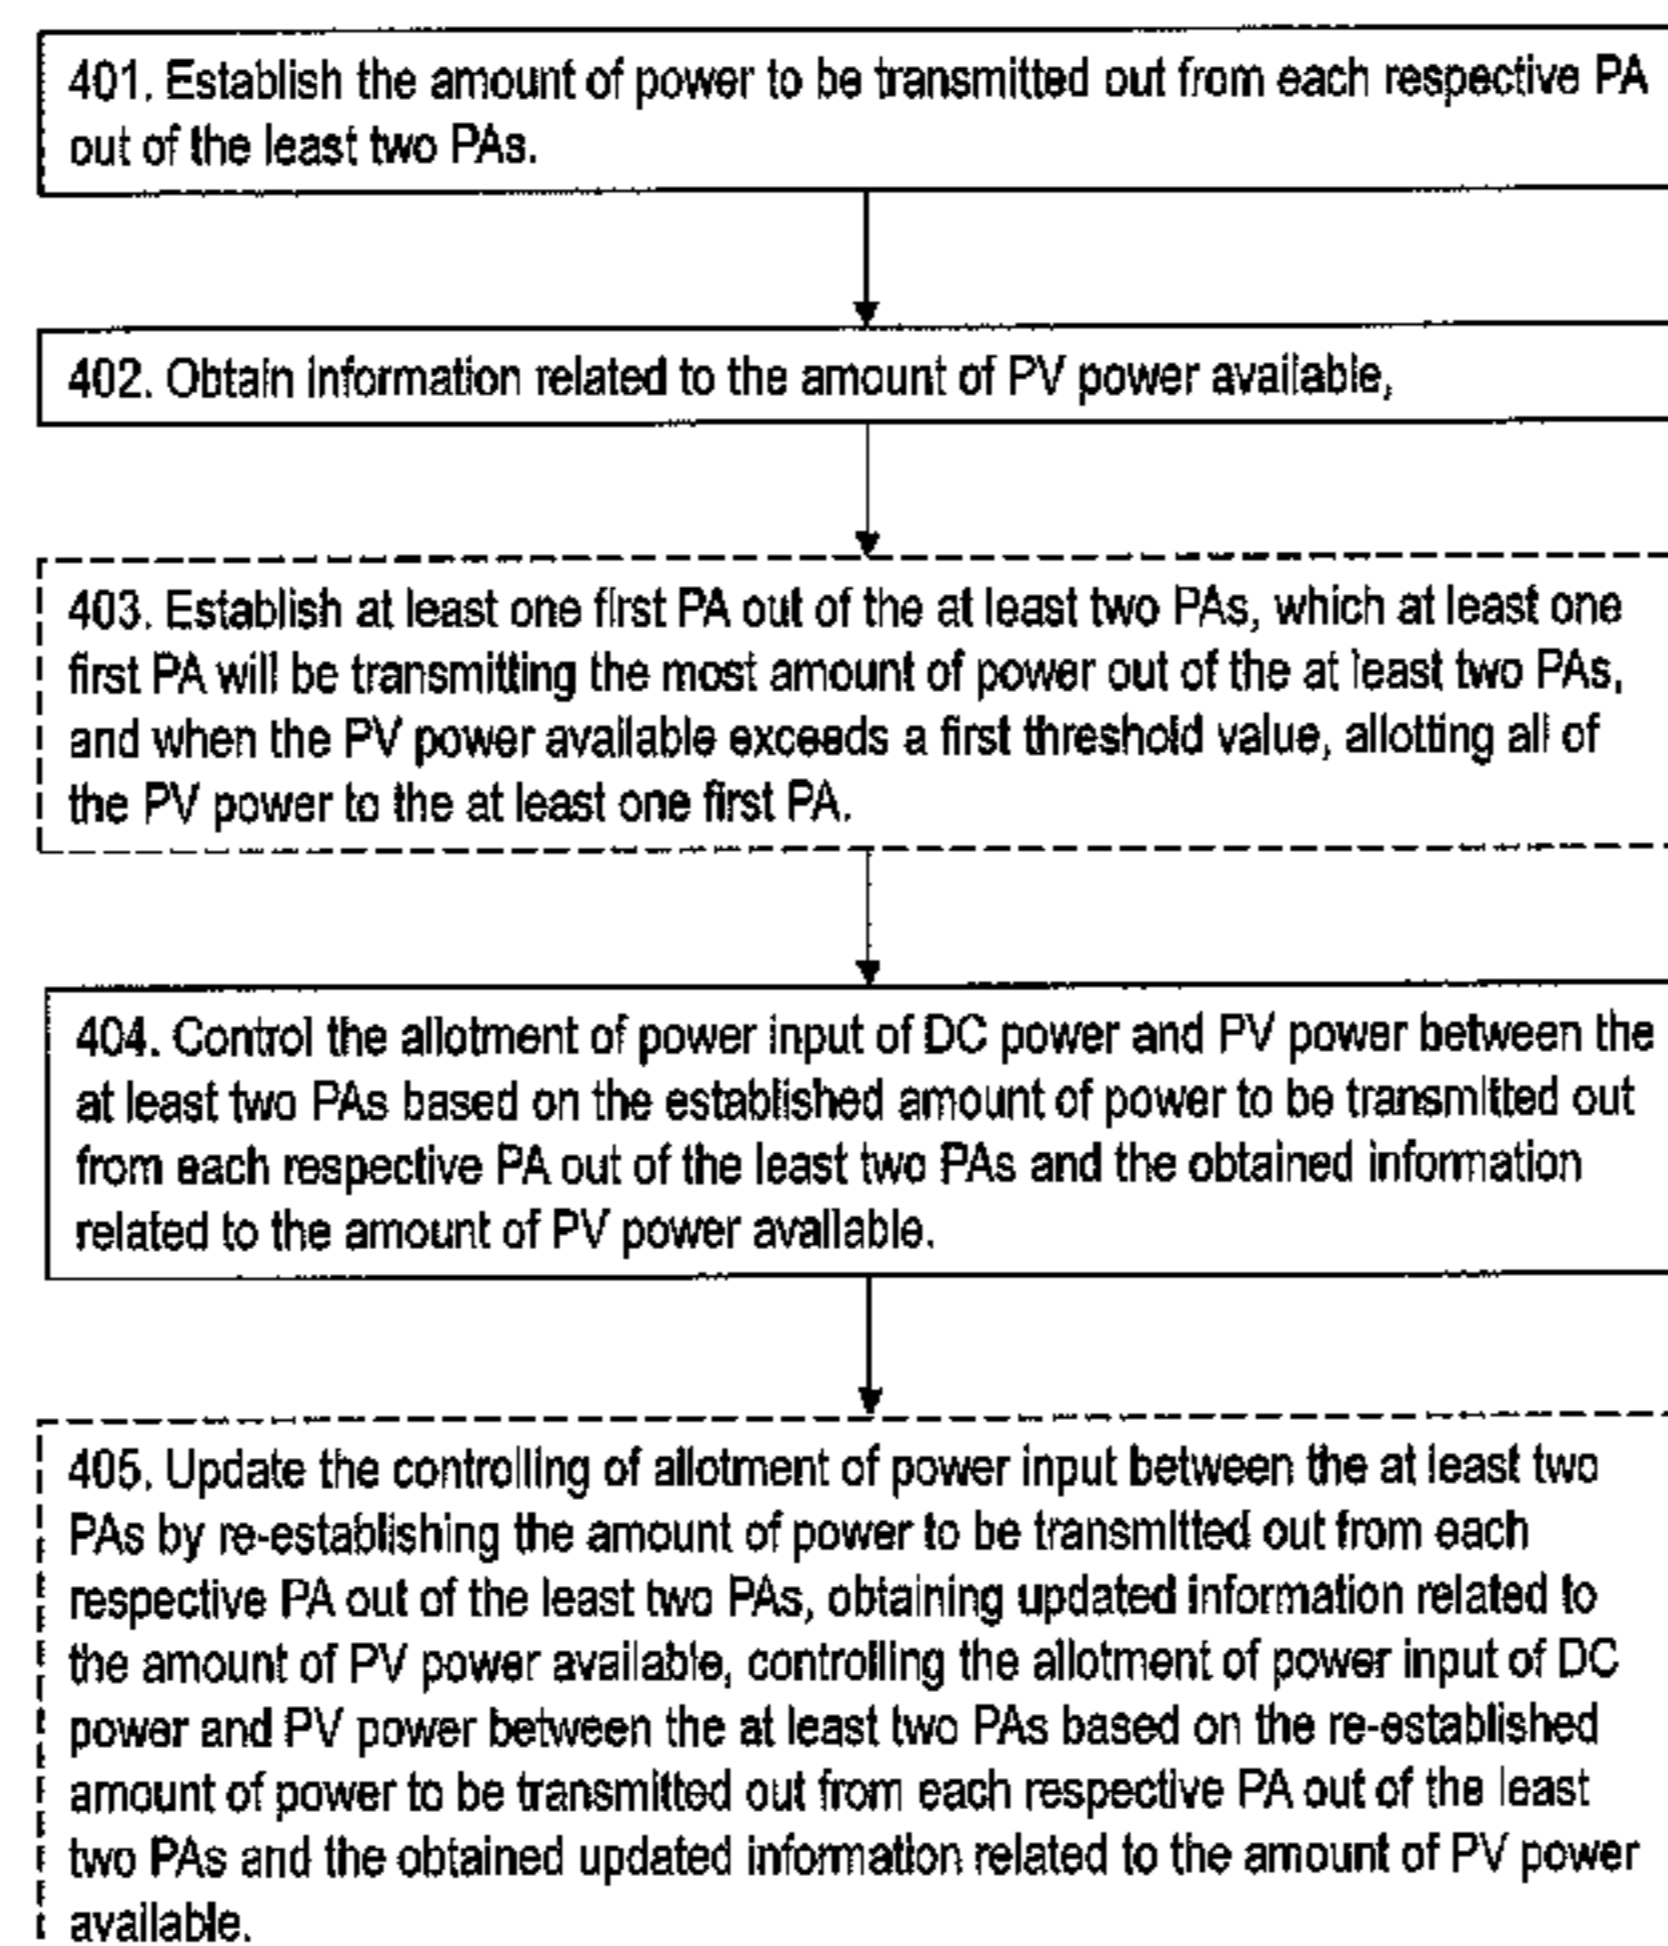 401. Establish the amount of power to be transmitted out from each respective PA
out of the least two PAs.
402. Obtain information related to the amount of PV power available,
403. Establish at least one first PA out of the at least two PAs, which at least one
first PA will be transmitting the most amount of power out of the at least two PAs,
and when the PV power available exceeds a first threshold value, allotting all of
the PV power to the at least one first PA.
404. Control the allotment of power input of DC power and PV power between the
at least two PAs based on the established amount of power to be transmitted out
from each respective PA out of the least two PAs and the obtained information
related to the amount of PV power available.
405. Update the controlling of allotment of power input between the at least two
PAs by re-establishing the amount of power to be transmitted out from each
respective PA out of the least two PAs, obtaining updated information related to
the amount of PV power available, controlling the allotment of power input of DC
power and PV power between the at least two PAs based on the re-established
amount of power to be transmitted out from each respective PA out of the least
two PAs and the obtained updated information related to the amount of PV power
available.